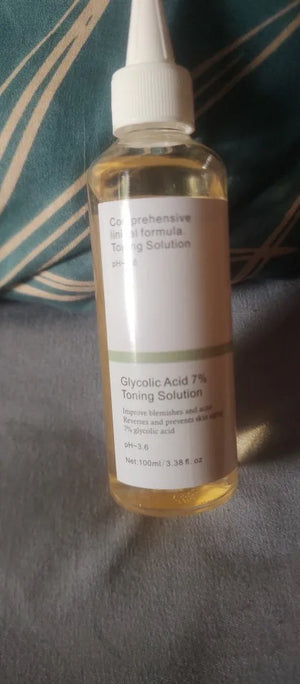 Comprehensive
formula
Toning Solution
Glycolic Acid 7%
Toning Solution
Improve blemishes and acne
Reverses and prevents skin aging
7% glycolic acid
pH~3.6
Net:100ml/3.38 fl. oz